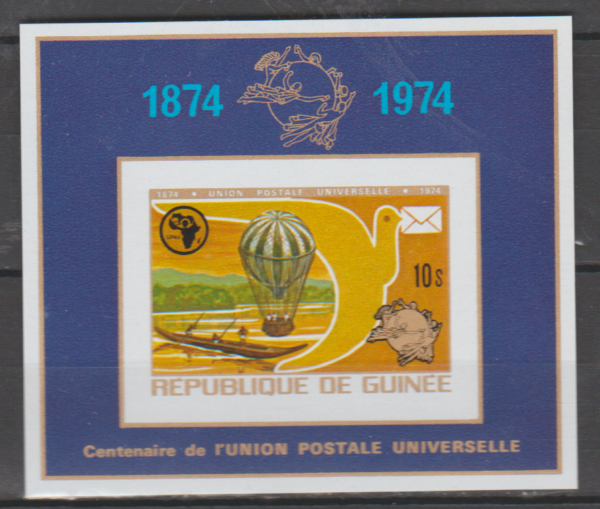 1874 1974
1874 • UNION POSTALE UNIVERSELLE • 1974
10s
RÉPUBLIQUE DE GUINÉE
Centenaire de l'UNION POSTALE UNIVERSELLE